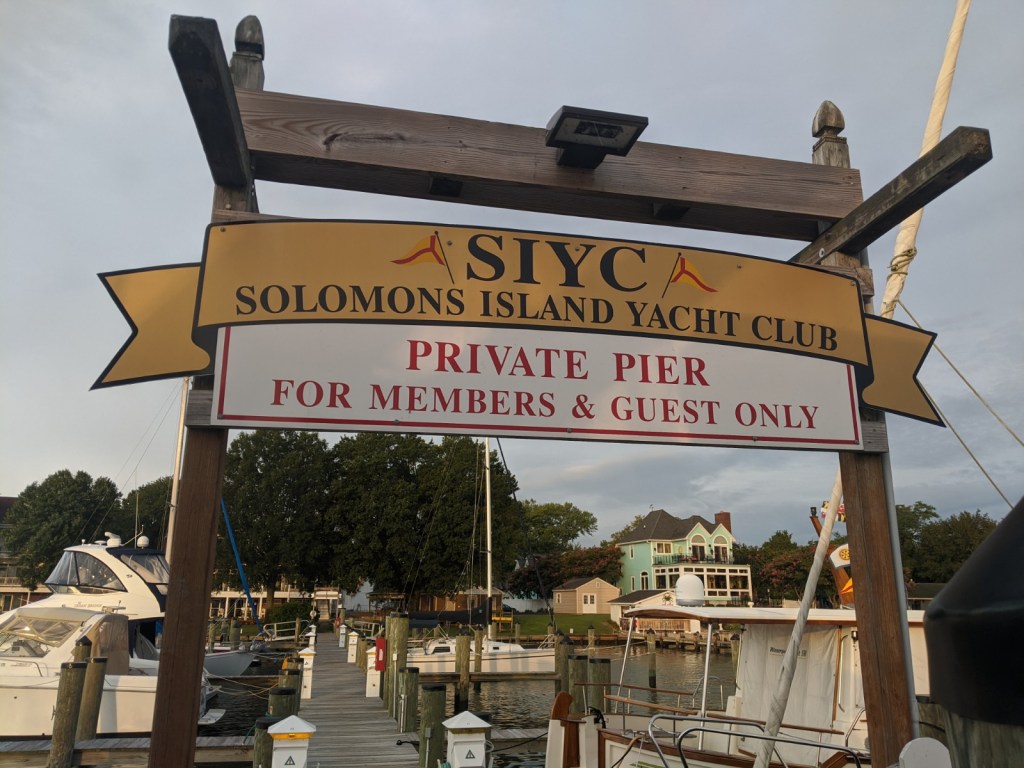 SIYC
SOLOMONS ISLAND YACHT CLUB
PRIVATE PIER
FOR MEMBERS & GUEST ONLY